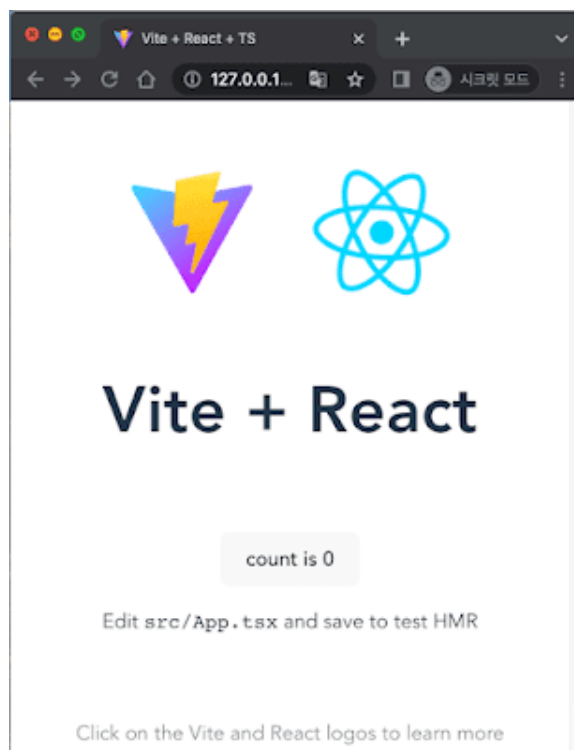 Vite + React + TS
127.0.0.1... 시크릿 모드
Vite + React
count is 0
Edit src/App.tsx and save to test HMR
Click on the Vite and React logos to learn more